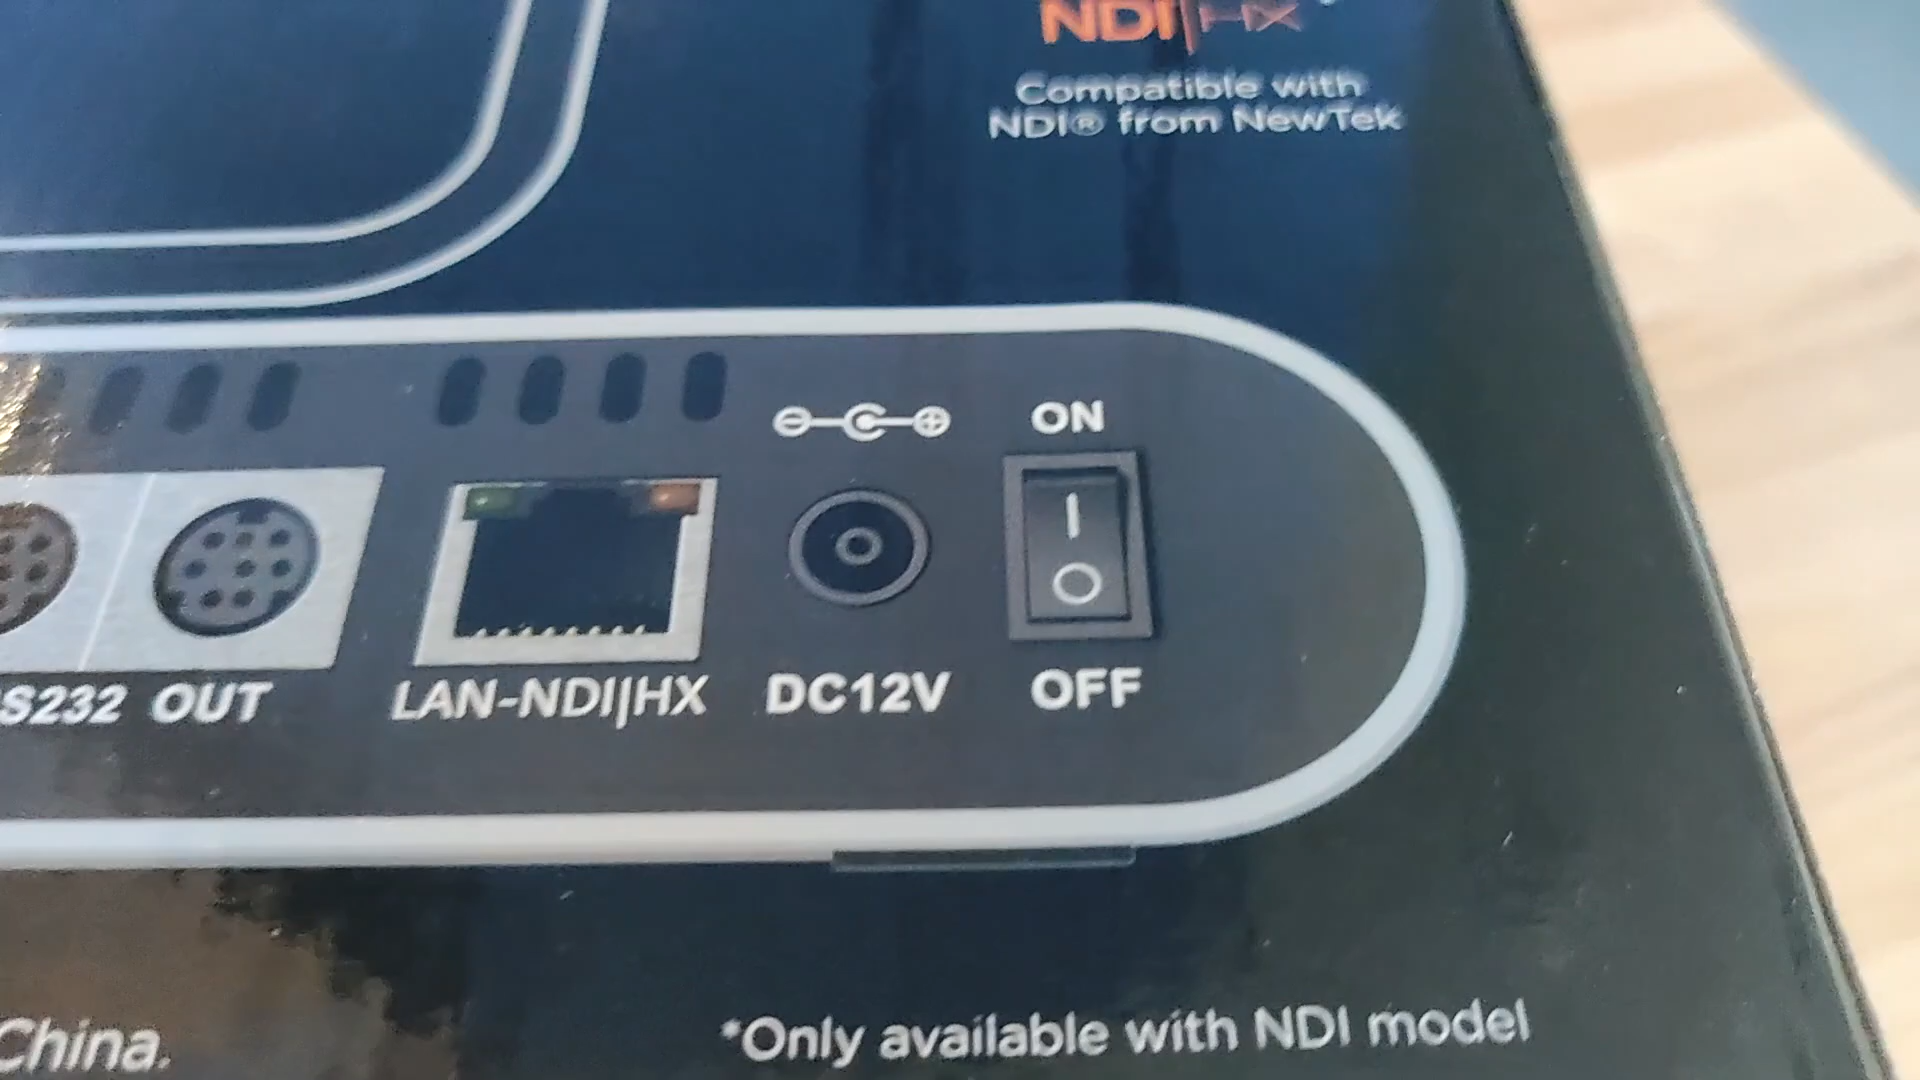 NDI|HX
Compatible with
NDI® from NewTek
ON
S232 OUT
LAN-NDI|HX
DC12V
OFF
China.
*Only available with NDI model